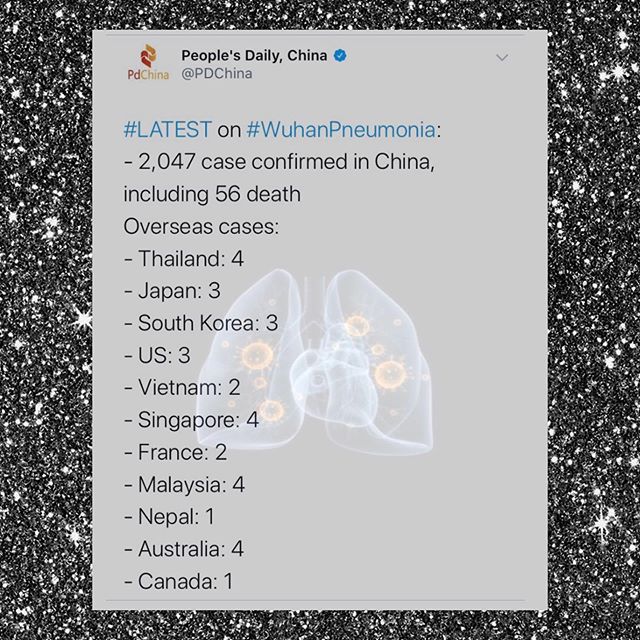 People's Daily, China
PdChina @PDChina
#LATEST on #WuhanPneumonia:
- 2,047 case confirmed in China,
including 56 death
Overseas cases:
- Thailand: 4
- Japan: 3
- South Korea: 3
- US: 3
- Vietnam: 2
- Singapore: 4
- France: 2
- Malaysia: 4
- Nepal: 1
- Australia: 4
- Canada: 1